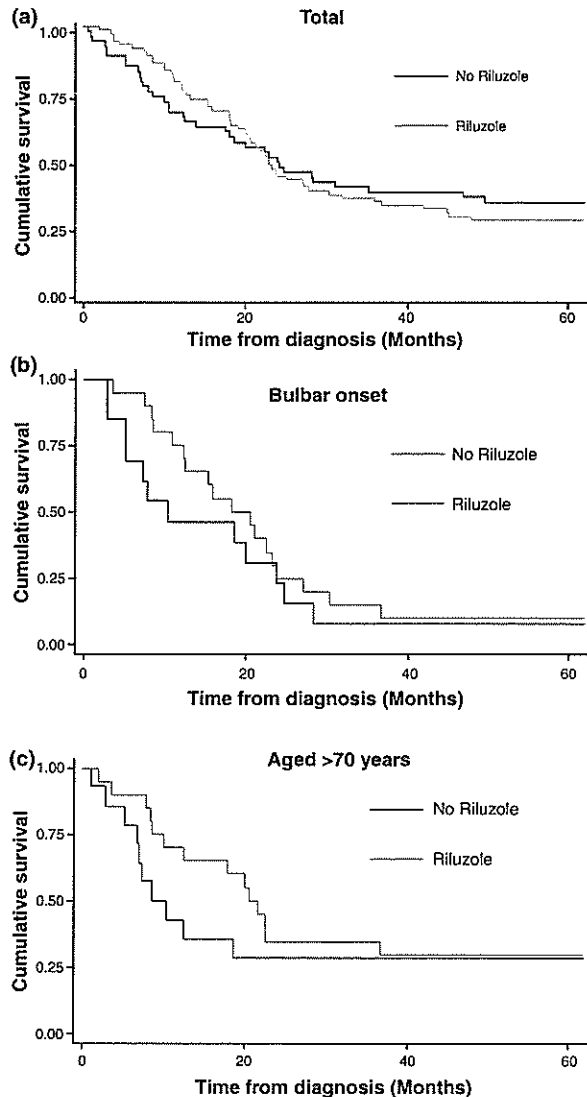 (a)
Total
1.00
0.75
0.50
0.25
0.00
Cumulative survival
No Riluzole
Riluzole
0
20
40
60
Time from diagnosis (Months)
(b)
Bulbar onset
1.00
0.75
0.50
0.25
0.00
Cumulative survival
No Riluzole
Riluzole
0
20
40
60
Time from diagnosis (Months)
(c)
Aged >70 years
1.00
0.75
0.50
0.25
0.00
Cumulative survival
No Riluzole
Riluzole
0
20
40
60
Time from diagnosis (Months)